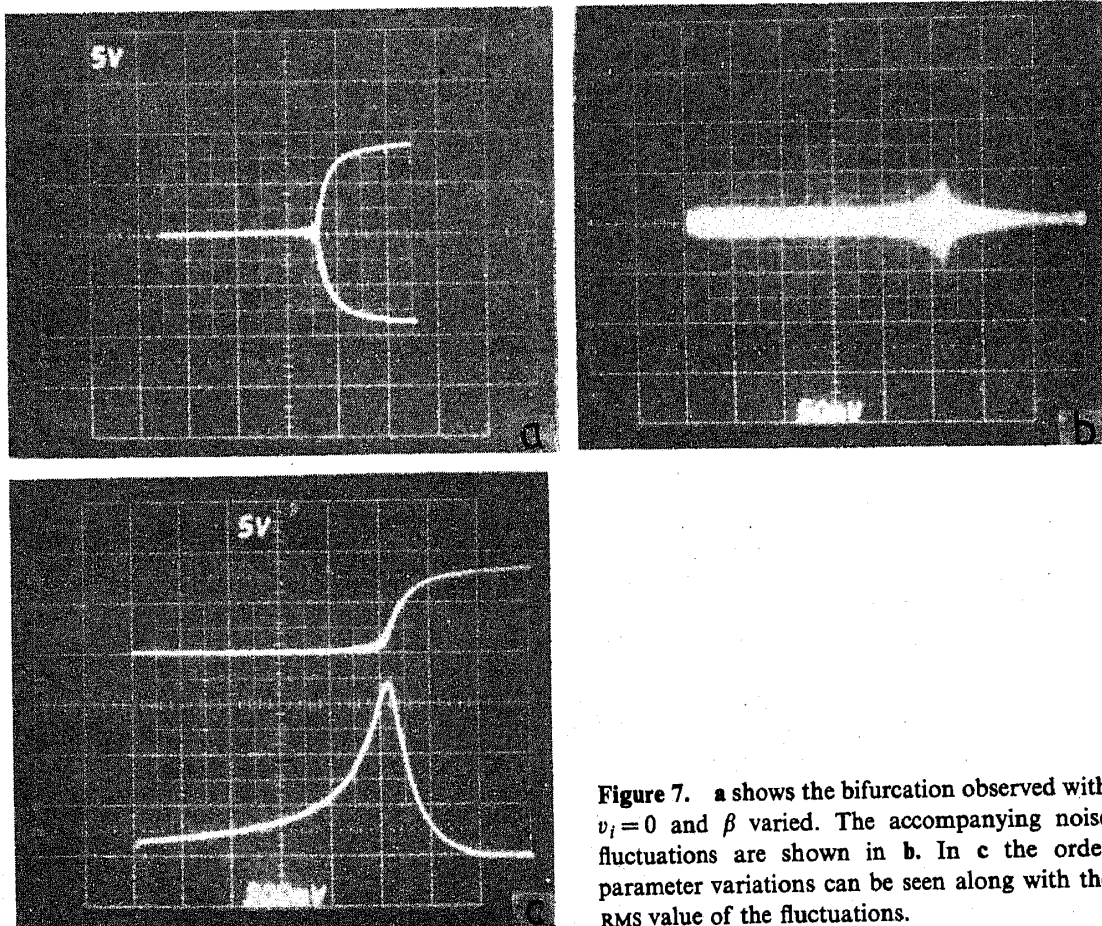 5V
a
b
5V
c
Figure 7. a shows the bifurcation observed with
v_i = 0 and β varied. The accompanying noise
fluctuations are shown in b. In c the order
parameter variations can be seen along with the
RMS value of the fluctuations.